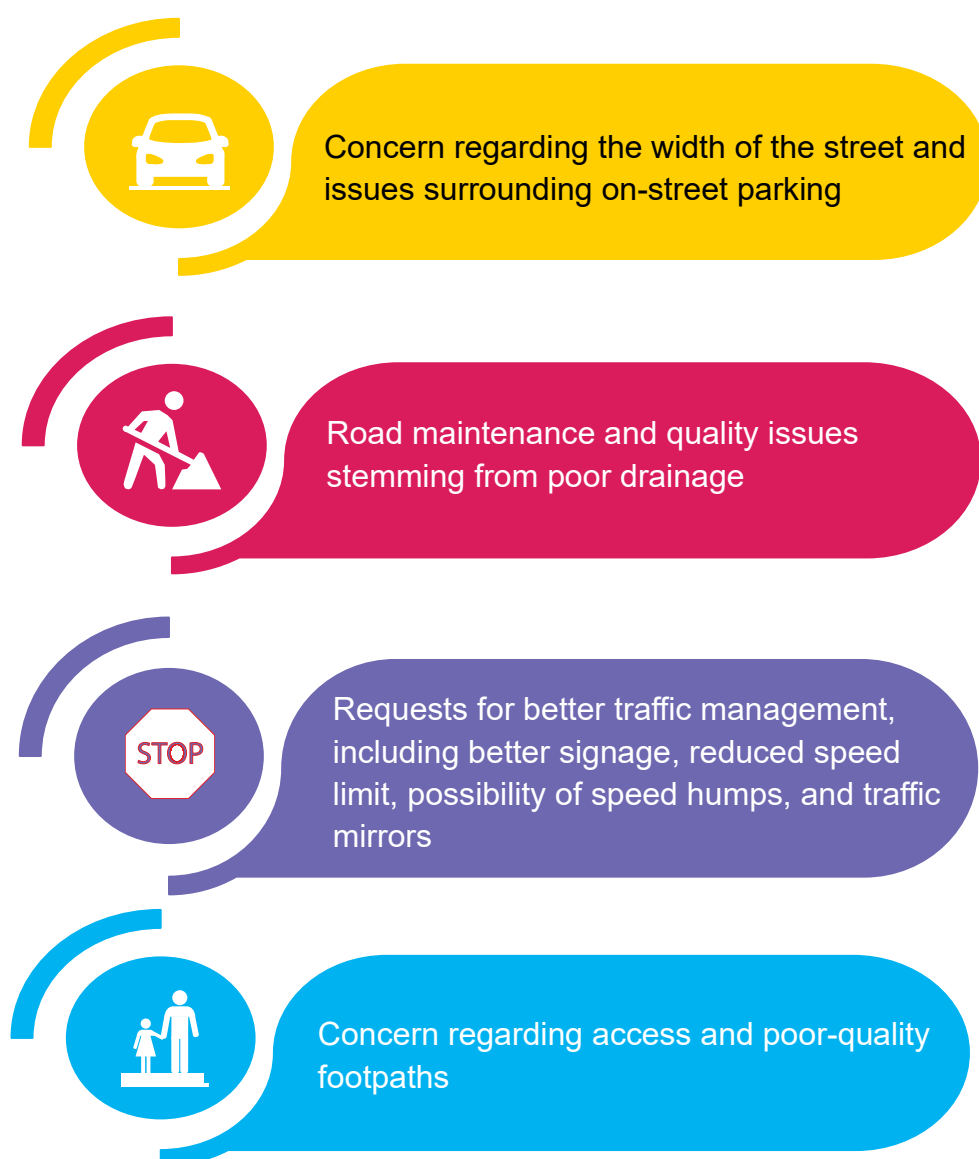 Concern regarding the width of the street and
issues surrounding on-street parking
Road maintenance and quality issues
stemming from poor drainage
Requests for better traffic management,
including better signage, reduced speed
STOP
limit, possibility of speed humps, and traffic
mirrors
Concern regarding access and poor-quality
footpaths